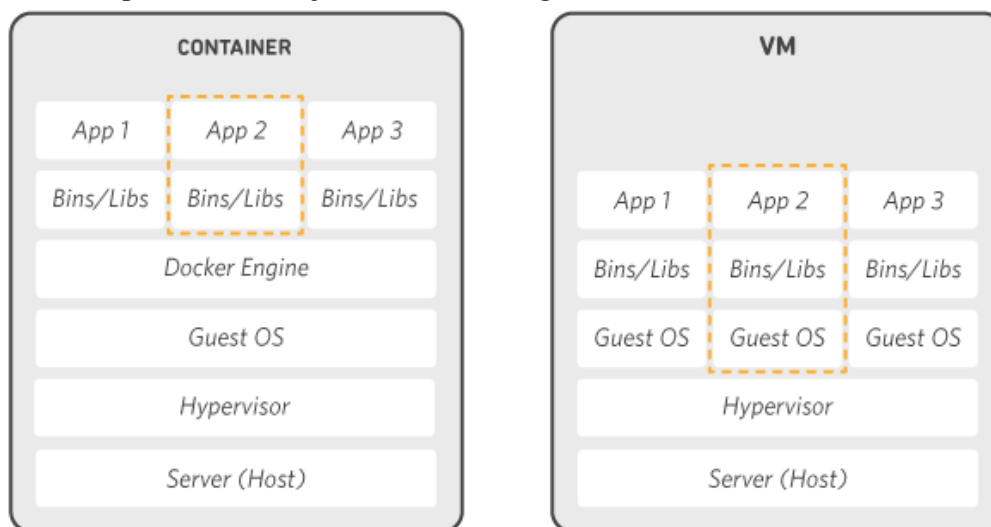 CONTAINER
App 1 App 2 App 3
Bins/Libs Bins/Libs Bins/Libs
Docker Engine
Guest OS
Hypervisor
Server (Host)
VM
App 1 App 2 App 3
Bins/Libs Bins/Libs Bins/Libs
Guest OS Guest OS Guest OS
Hypervisor
Server (Host)